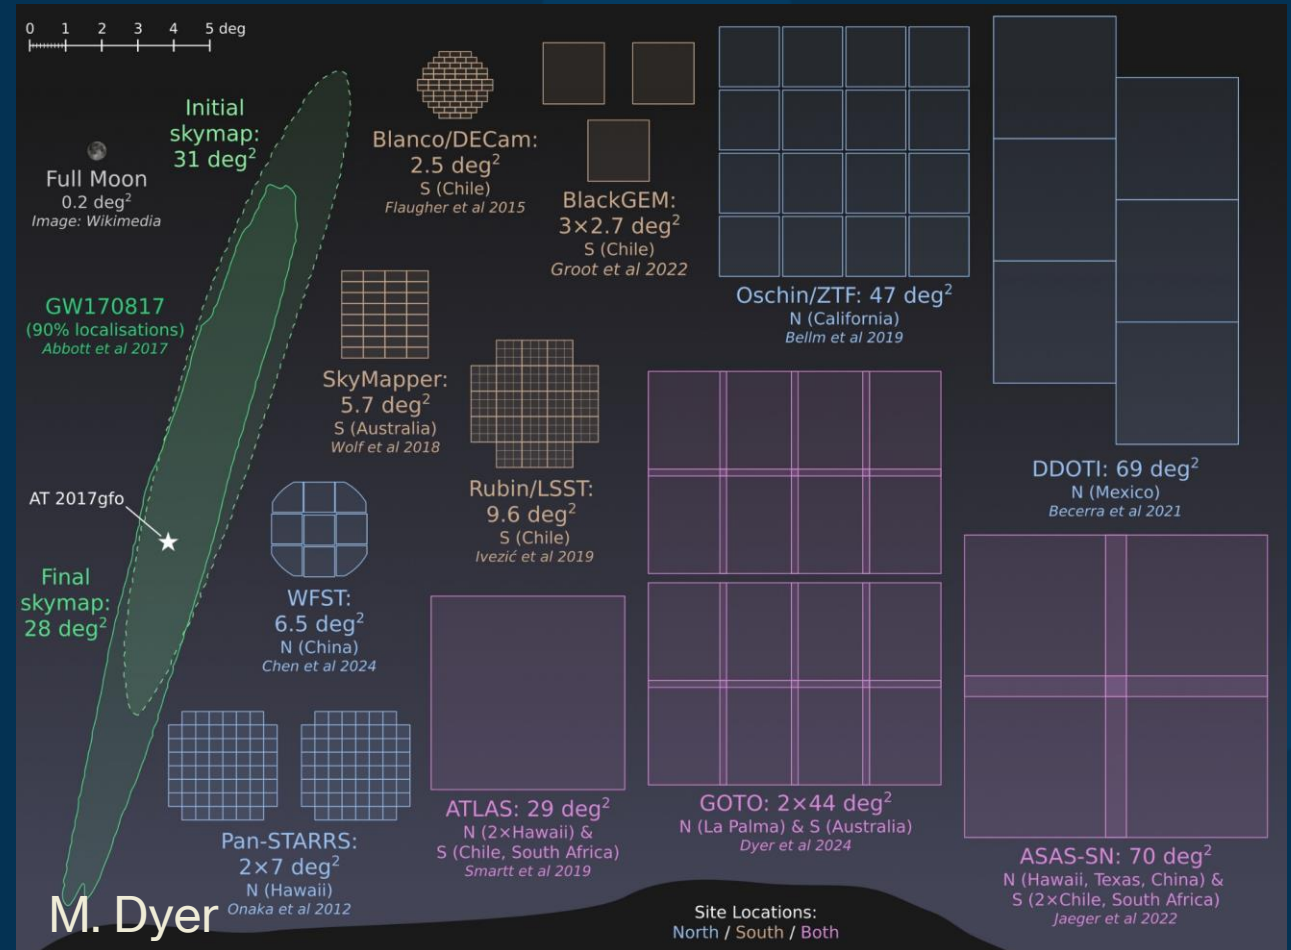 0 1 2 3 4 5 deg
Initial
skymap:
31 deg²
Full Moon
0.2 deg²
Image: Wikimedia
GW170817
(90% localisations)
Abbott et al 2017
AT 2017gfo
Final
skymap:
28 deg²
Blanco/DECam:
2.5 deg²
S (Chile)
Flaugher et al 2015
BlackGEM:
3×2.7 deg²
S (Chile)
Groot et al 2022
Oschin/ZTF: 47 deg²
N (California)
Bellm et al 2019
SkyMapper:
5.7 deg²
S (Australia)
Wolf et al 2018
Rubin/LSST:
9.6 deg²
S (Chile)
Ivezić et al 2019
DDOTI: 69 deg²
N (Mexico)
Becerra et al 2021
WFST:
6.5 deg²
N (China)
Chen et al 2024
Pan-STARRS:
2×7 deg²
N (Hawaii)
Onaka et al 2012
ATLAS: 29 deg²
N (2×Hawaii) &
S (Chile, South Africa)
Smartt et al 2019
GOTO: 2×44 deg²
N (La Palma) & S (Australia)
Dyer et al 2024
ASAS-SN: 70 deg²
N (Hawaii, Texas, China) &
S (2×Chile, South Africa)
Jaeger et al 2022
Site Locations:
North / South / Both
M. Dyer